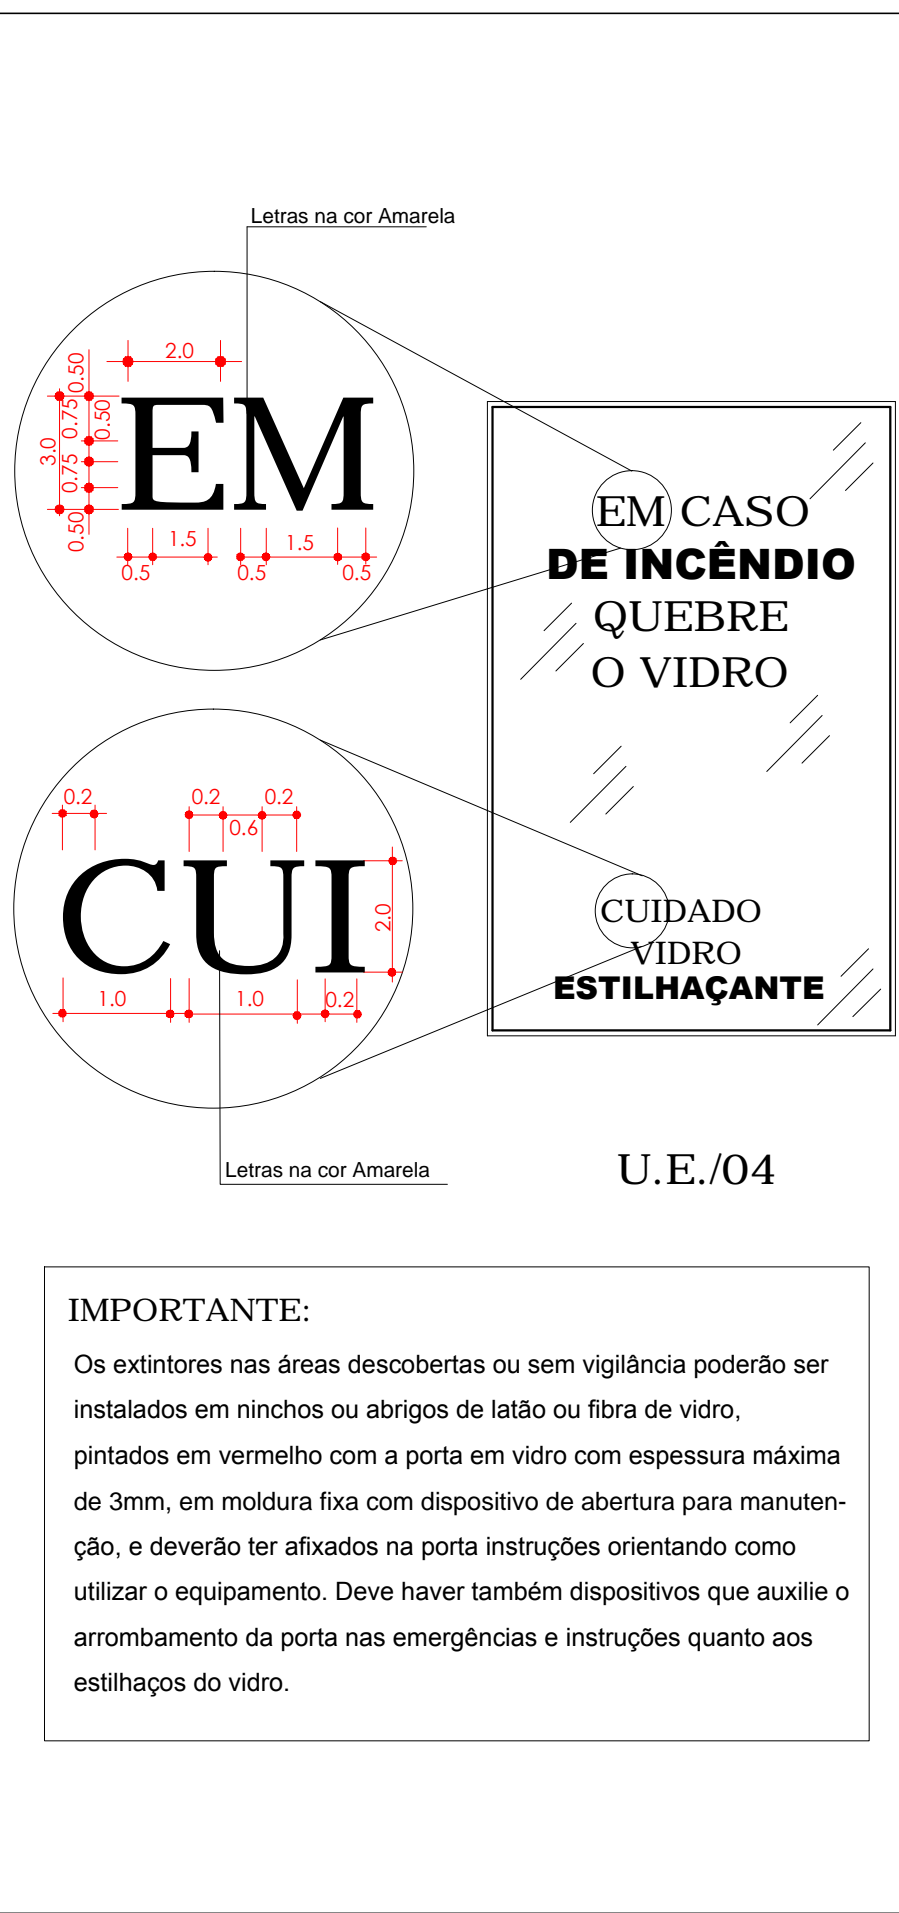 Letras na cor Amarela
2.0
0.50
0.75
0.50
3.0
0.75
0.50
EM
1.5
1.5
0.5
0.5
0.5
EM CASO
DE INCÊNDIO
QUEBRE
O VIDRO
0.2
0.2
0.2
0.6
CUI
2.0
1.0
1.0
0.2
CUIDADO
VIDRO
ESTILHAÇANTE
Letras na cor Amarela
U.E./04
IMPORTANTE:
Os extintores nas áreas descobertas ou sem vigilância poderão ser
instalados em ninchos ou abrigos de latão ou fibra de vidro,
pintados em vermelho com a porta em vidro com espessura máxima
de 3mm, em moldura fixa com dispositivo de abertura para manuten-
ção, e deverão ter afixados na porta instruções orientando como
utilizar o equipamento. Deve haver também dispositivos que auxilie o
arrombamento da porta nas emergências e instruções quanto aos
estilhaços do vidro.